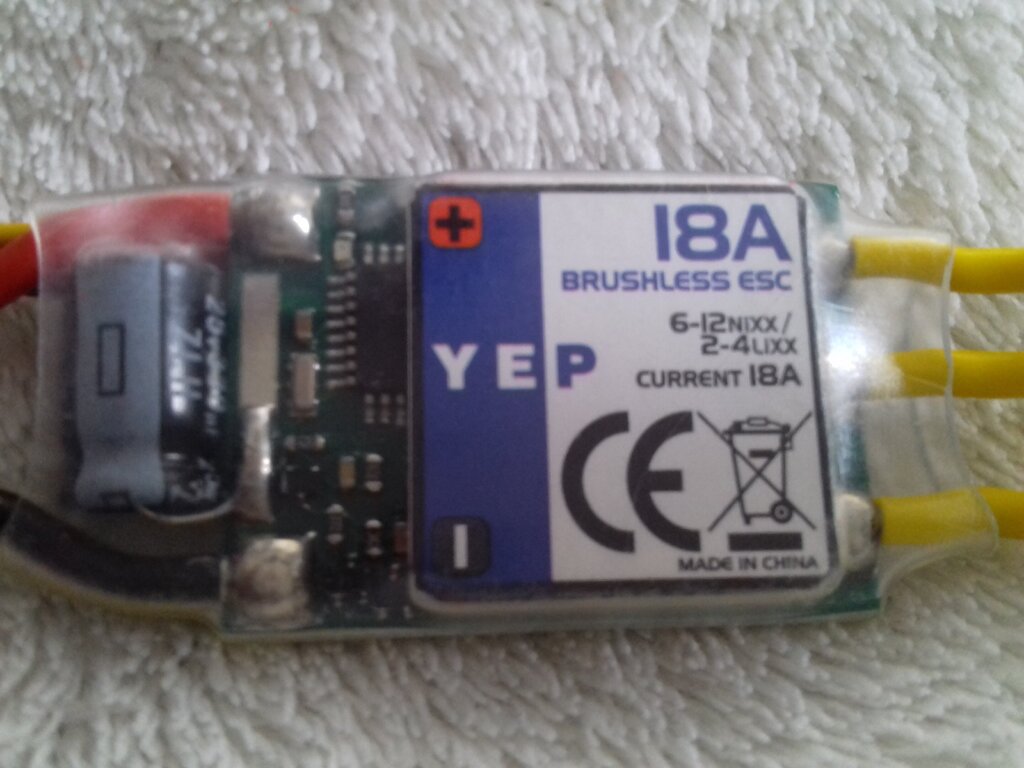 18A
BRUSHLESS ESC
6-12NiXX/
2-4LiXX
YEP
CURRENT 18A
CE
MADE IN CHINA